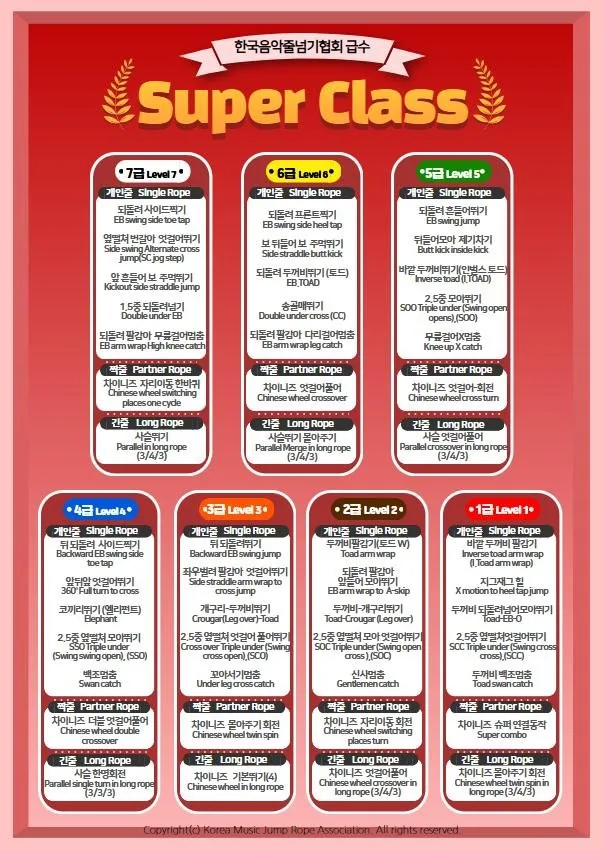 한국음악줄넘기협회 급수
Super Class
7급 Level 7
개인줄 Single Rope
되돌려 사이드찍기
EB swing side toe tap
옆떨쳐 번갈아 엇걸어뛰기
Side swing Alternate cross
jump(SC jog step)
앞 흔들어 보 주먹뛰기
Kickout side straddle jump
1,5중 되돌려넘기
Double under EB
되돌려 팔감아 무릎걸어멈춤
EB arm wrap High knee catch
짝줄 Partner Rope
차이니즈 자리이동 한바퀴
Chinese wheel switching
places one cycle
긴줄 Long Rope
사슬뛰기
Parallel in long rope
(3/4/3)
6급 Level 6
개인줄 Single Rope
되돌려 프론트찍기
EB swing side heel tap
보 뒤들어 보 주먹뛰기
Side straddle butt kick
되돌려 두꺼비뛰기 (토드)
EB,TOAD
송골매뛰기
Double under cross (CC)
되돌려 팔감아 다리걸어멈춤
EB arm wrap leg catch
짝줄 Partner Rope
차이니즈 엇걸어풀어
Chinese wheel crossover
긴줄 Long Rope
사슬뛰기 몰아주기
Parallel Merge in long rope
(3/4/3)
5급 Level 5
개인줄 Single Rope
되돌려 흔들어뛰기
EB swing jump
뒤들어모아 제기차기
Butt kick inside kick
바깥 두꺼비뛰기(인벌스 토드)
Inverse toad (I,TOAD)
2,5중 모아뛰기
SOO Triple under (Swing open
opens),(SOO)
무릎걸어X멈춤
Knee up X catch
짝줄 Partner Rope
차이니즈 엇걸어-회전
Chinese wheel cross turn
긴줄 Long Rope
사슬 엇걸어풀어
Parallel crossover in long rope
(3/4/3)
4급 Level 4
개인줄 Single Rope
뒤 되돌려 사이드찍기
Backward EB swing side
toe tap
앞뒤앞 엇걸어뛰기
360° Full turn to cross
코끼리뛰기 (엘리펀트)
Elephant
2,5중 옆떨쳐 모아뛰기
SSO Triple under
(Swing swing open), (SSO)
백조멈춤
Swan catch
짝줄 Partner Rope
차이니즈 더블 엇걸어풀어
Chinese wheel double
crossover
긴줄 Long Rope
사슬 한명회전
Parallel single turn in long rope
(3/3/3)
3급 Level 3
개인줄 Single Rope
뒤 되돌려뛰기
Backward EB swing jump
좌우벌려 팔감아 엇걸어뛰기
Side straddle arm wrap to
cross jump
개구리-두꺼비뛰기
Crougar(Leg over)-Toad
2,5중 옆떨쳐 엇걸어 풀어뛰기
Cross over Triple under (Swing
cross open),(SCO)
꼬아서기멈춤
Under leg cross catch
짝줄 Partner Rope
차이니즈 몰아주기 회전
Chinese wheel twin spin
긴줄 Long Rope
차이니즈 기본뛰기(4)
Chinese wheel in long rope
2급 Level 2
개인줄 Single Rope
두꺼비팔감기(토드 W)
Toad arm wrap
되돌려 팔감아
앞들어 모아뛰기
EB arm wrap to A-skip
두꺼비-개구리뛰기
Toad-Crougar (Leg over)
2,5중 옆떨쳐 모아 엇걸어뛰기
SOC Triple under (Swing open
cross ),(SOC)
신사멈춤
Gentlemen catch
짝줄 Partner Rope
차이니즈 자리이동 회전
Chinese wheel switching
places turn
긴줄 Long Rope
차이니즈 엇걸어풀어
Chinese wheel crossover in
long rope (3/4/3)
1급 Level 1
개인줄 Single Rope
바깥 두꺼비 팔감기
Inverse toad arm wrap
(I,Toad arm wrap)
지그재그 힐
X motion to heel tap jump
두꺼비 되돌려넘어모아뛰기
Toad-EB-O
2,5중 옆떨쳐엇걸어뛰기
SCC Triple under (Swing cross
cross),(SCC)
두꺼비 백조멈춤
Toad swan catch
짝줄 Partner Rope
차이니즈 슈퍼 연결동작
Super combo
긴줄 Long Rope
차이니즈 몰아주기 회전
Chinese wheel twin spin in
long rope (3/4/3)
Copyright(c) Korea Music Jump Rope Association. All rights reserved.